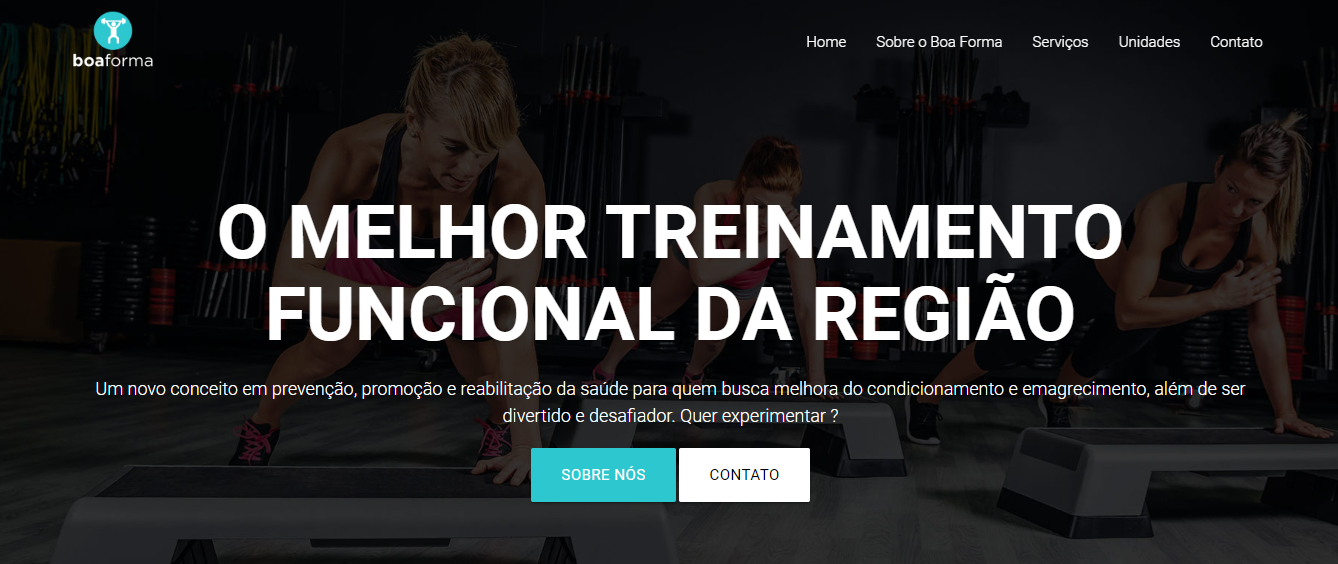 boaforma
Home
Sobre o Boa Forma
Serviços
Unidades
Contato
O MELHOR TREINAMENTO
FUNCIONAL DA REGIÃO
Um novo conceito em prevenção, promoção e reabilitação da saúde para quem busca melhora do condicionamento e emagrecimento, além de ser
divertido e desafiador. Quer experimentar ?
SOBRE NÓS
CONTATO